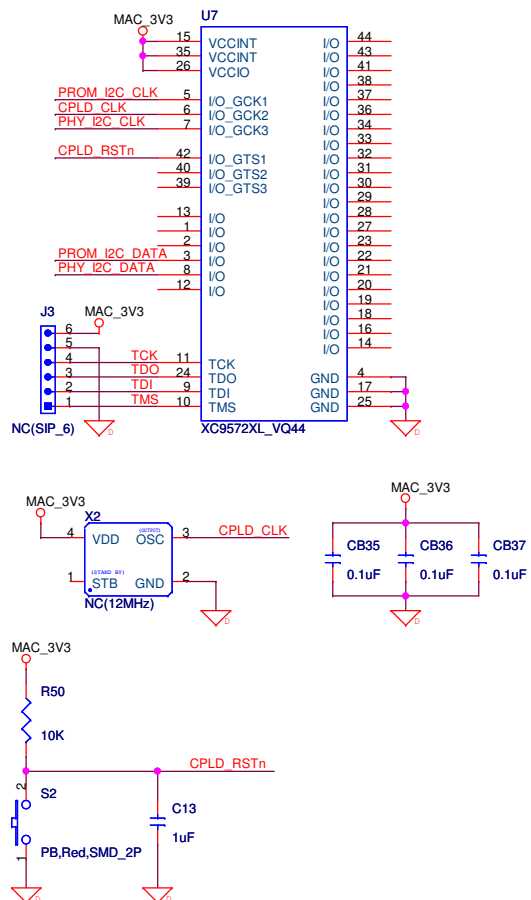 MAC_3V3
U7
15 VCCINT I/O 44
35 VCCINT I/O 43
26 VCCIO I/O 41
I/O 38
PROM_I2C_CLK 5 I/O_GCK1 I/O 37
CPLD_CLK 6 I/O_GCK2 I/O 36
PHY_I2C_CLK 7 I/O_GCK3 I/O 34
I/O 33
CPLD_RSTn 42 I/O_GTS1 I/O 32
40 I/O_GTS2 I/O 31
39 I/O_GTS3 I/O 30
I/O 29
13 I/O I/O 28
1 I/O I/O 27
2 I/O I/O 23
PROM_I2C_DATA 3 I/O I/O 22
PHY_I2C_DATA 8 I/O I/O 21
12 I/O I/O 20
I/O 19
I/O 18
I/O 16
I/O 14
J3 MAC_3V3
6
5
4 TCK 11 TCK GND 4
3 TDO 24 TDO GND 17
2 TDI 9 TDI GND 25
1 TMS 10 TMS
NC(SIP_6) D XC9572XL_VQ44 D
MAC_3V3 X2
4 VDD (OUTPUT) OSC 3 CPLD_CLK
1 (STAND BY) STB GND 2
NC(12MHz) D
MAC_3V3
CB35 CB36 CB37
0.1uF 0.1uF 0.1uF
D
MAC_3V3
R50
10K
CPLD_RSTn
2 S2
C13
1uF
1 PB,Red,SMD_2P
D D